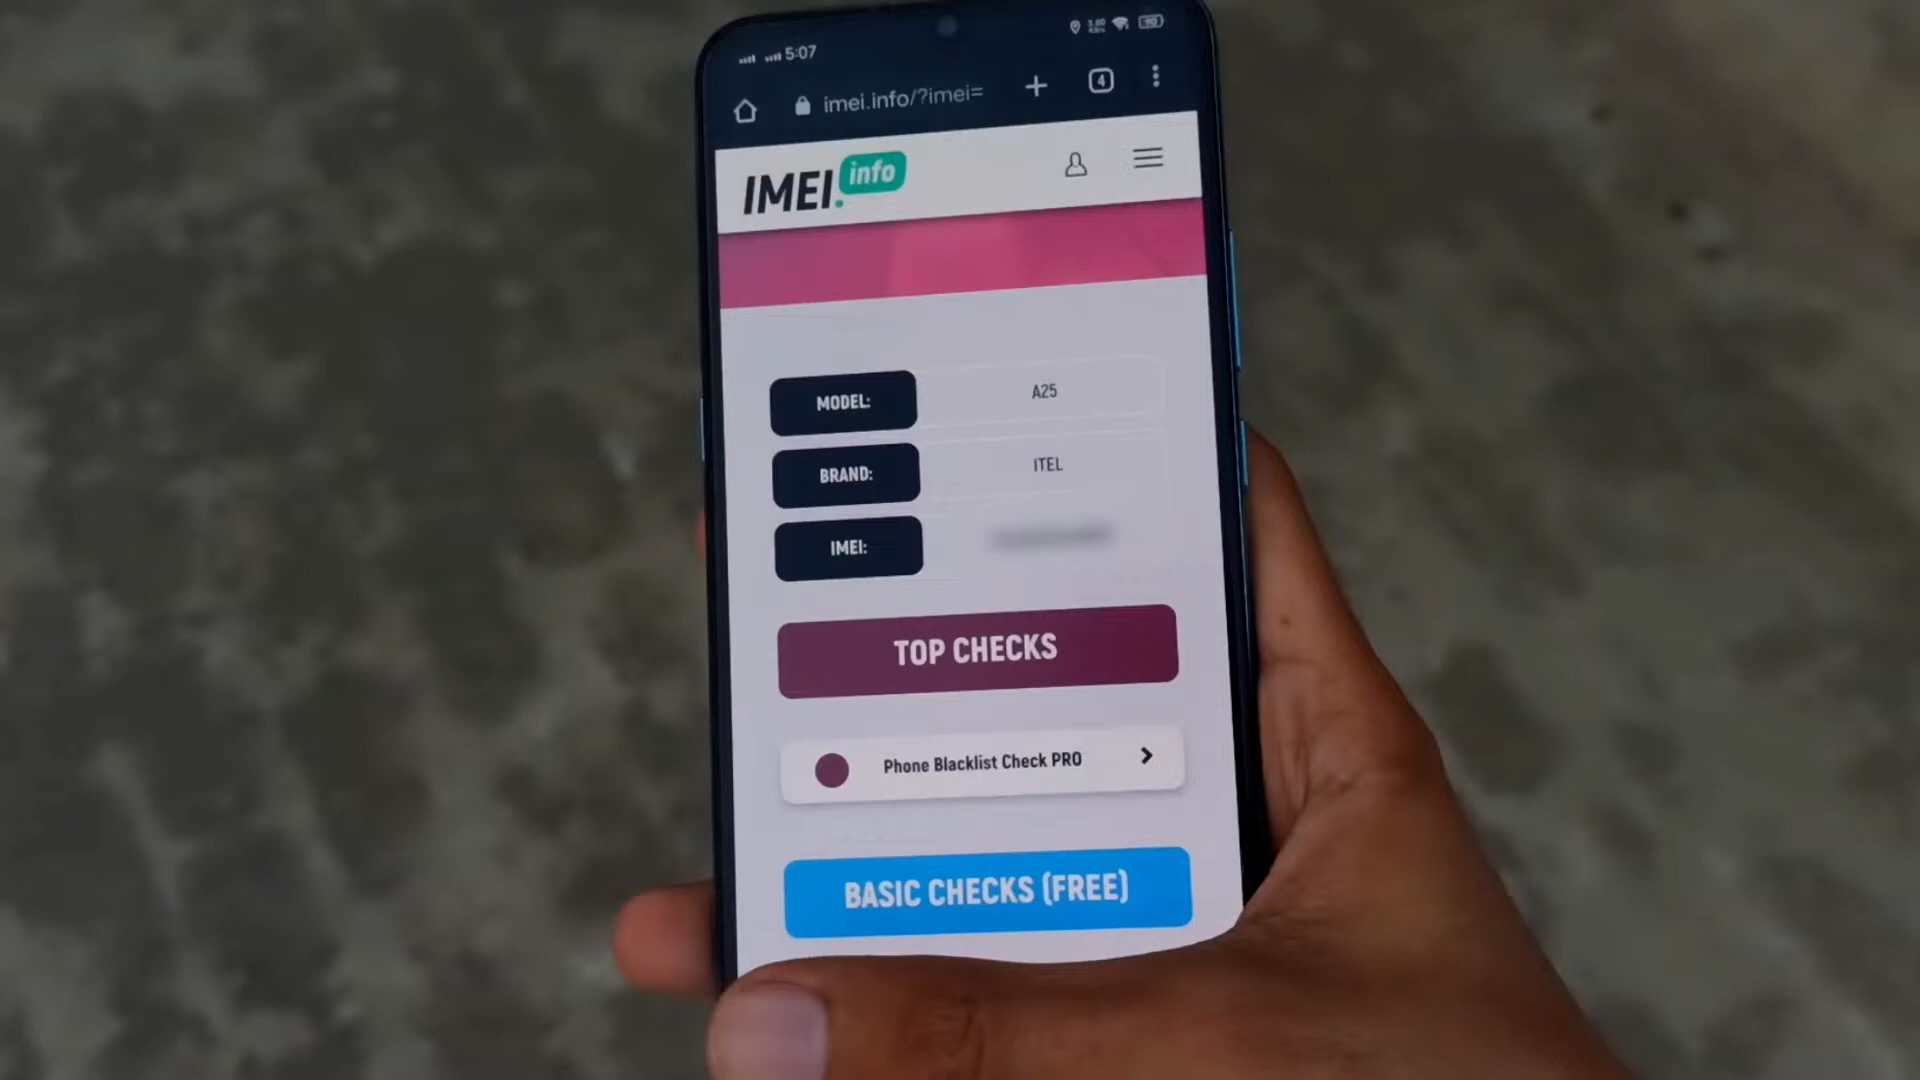 5:07
imei.info/?imei=
4
IMEI.info
MODEL: A25
BRAND: ITEL
IMEI:
TOP CHECKS
Phone Blacklist Check PRO
BASIC CHECKS (FREE)